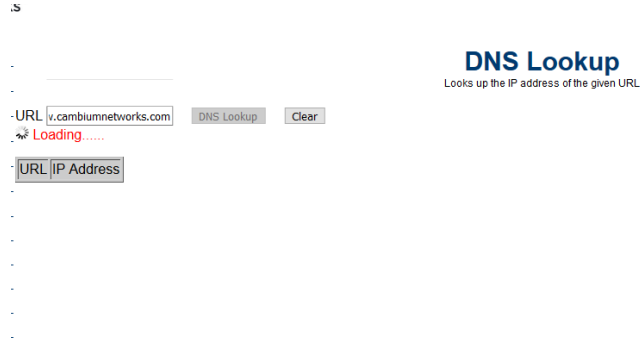 DNS Lookup
Looks up the IP address of the given URL
URL v.cambiumnetworks.com DNS Lookup Clear
Loading......
URL IP Address